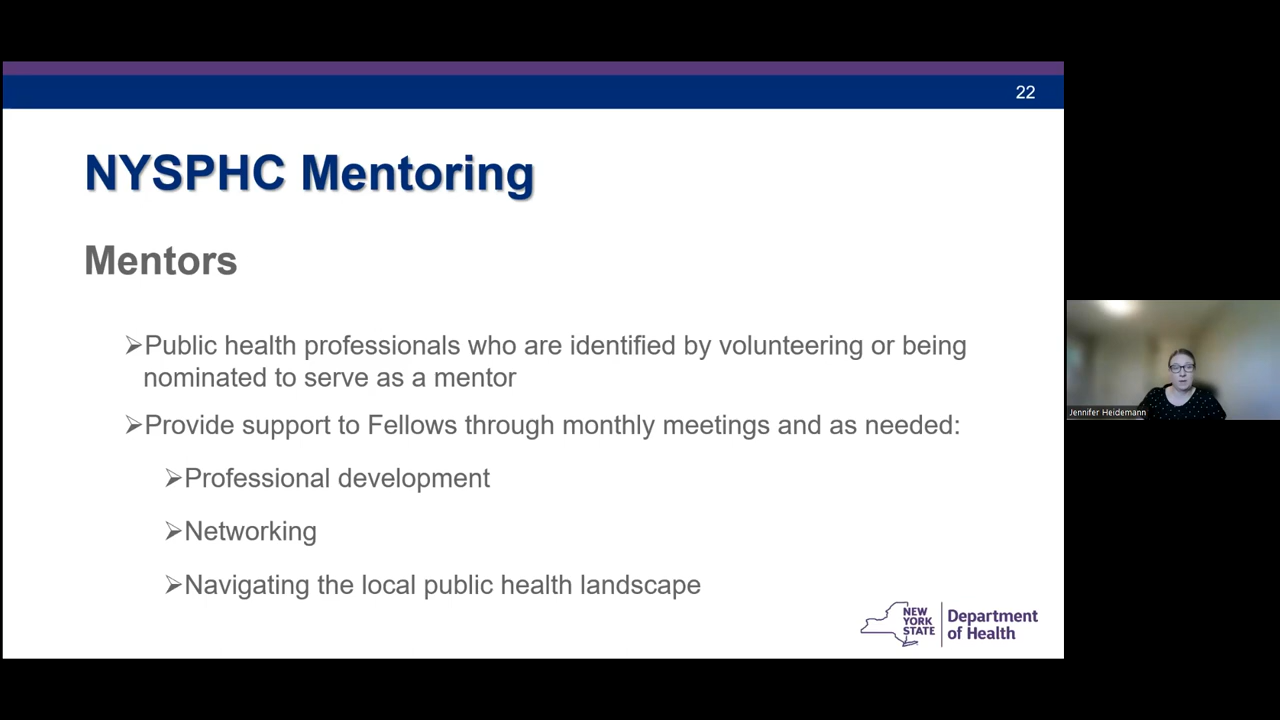 22
NYSPHC Mentoring
Mentors
➢Public health professionals who are identified by volunteering or being
nominated to serve as a mentor
➢Provide support to Fellows through monthly meetings and as needed:
➢Professional development
➢Networking
➢Navigating the local public health landscape
NEW
YORK
STATE
Department
of Health
Jennifer Heidemann